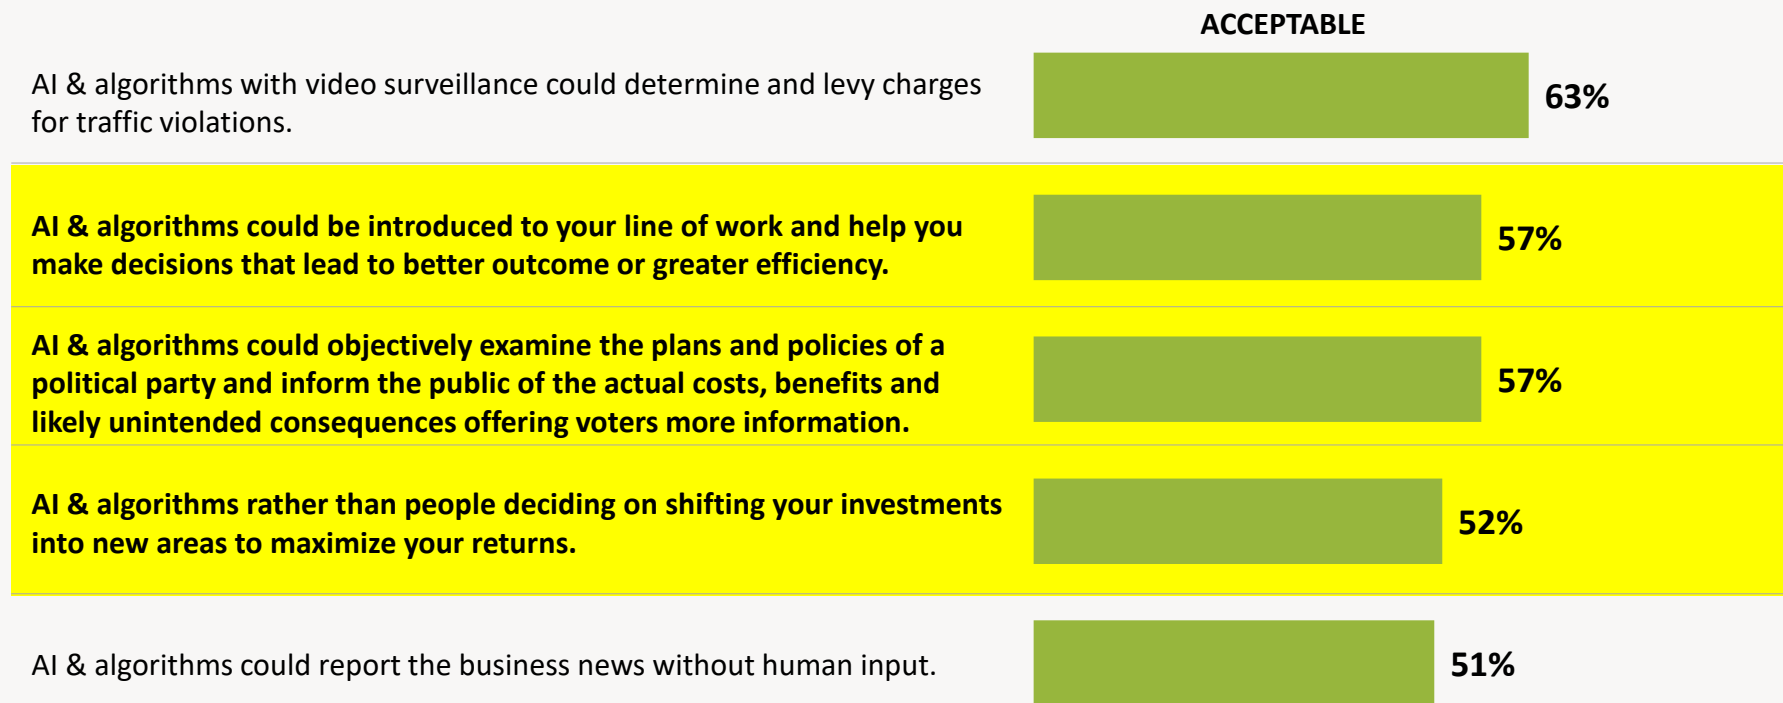 ACCEPTABLE
AI & algorithms with video surveillance could determine and levy charges
for traffic violations.
63%
AI & algorithms could be introduced to your line of work and help you
make decisions that lead to better outcome or greater efficiency.
57%
AI & algorithms could objectively examine the plans and policies of a
political party and inform the public of the actual costs, benefits and
likely unintended consequences offering voters more information.
57%
AI & algorithms rather than people deciding on shifting your investments
into new areas to maximize your returns.
52%
AI & algorithms could report the business news without human input.
51%